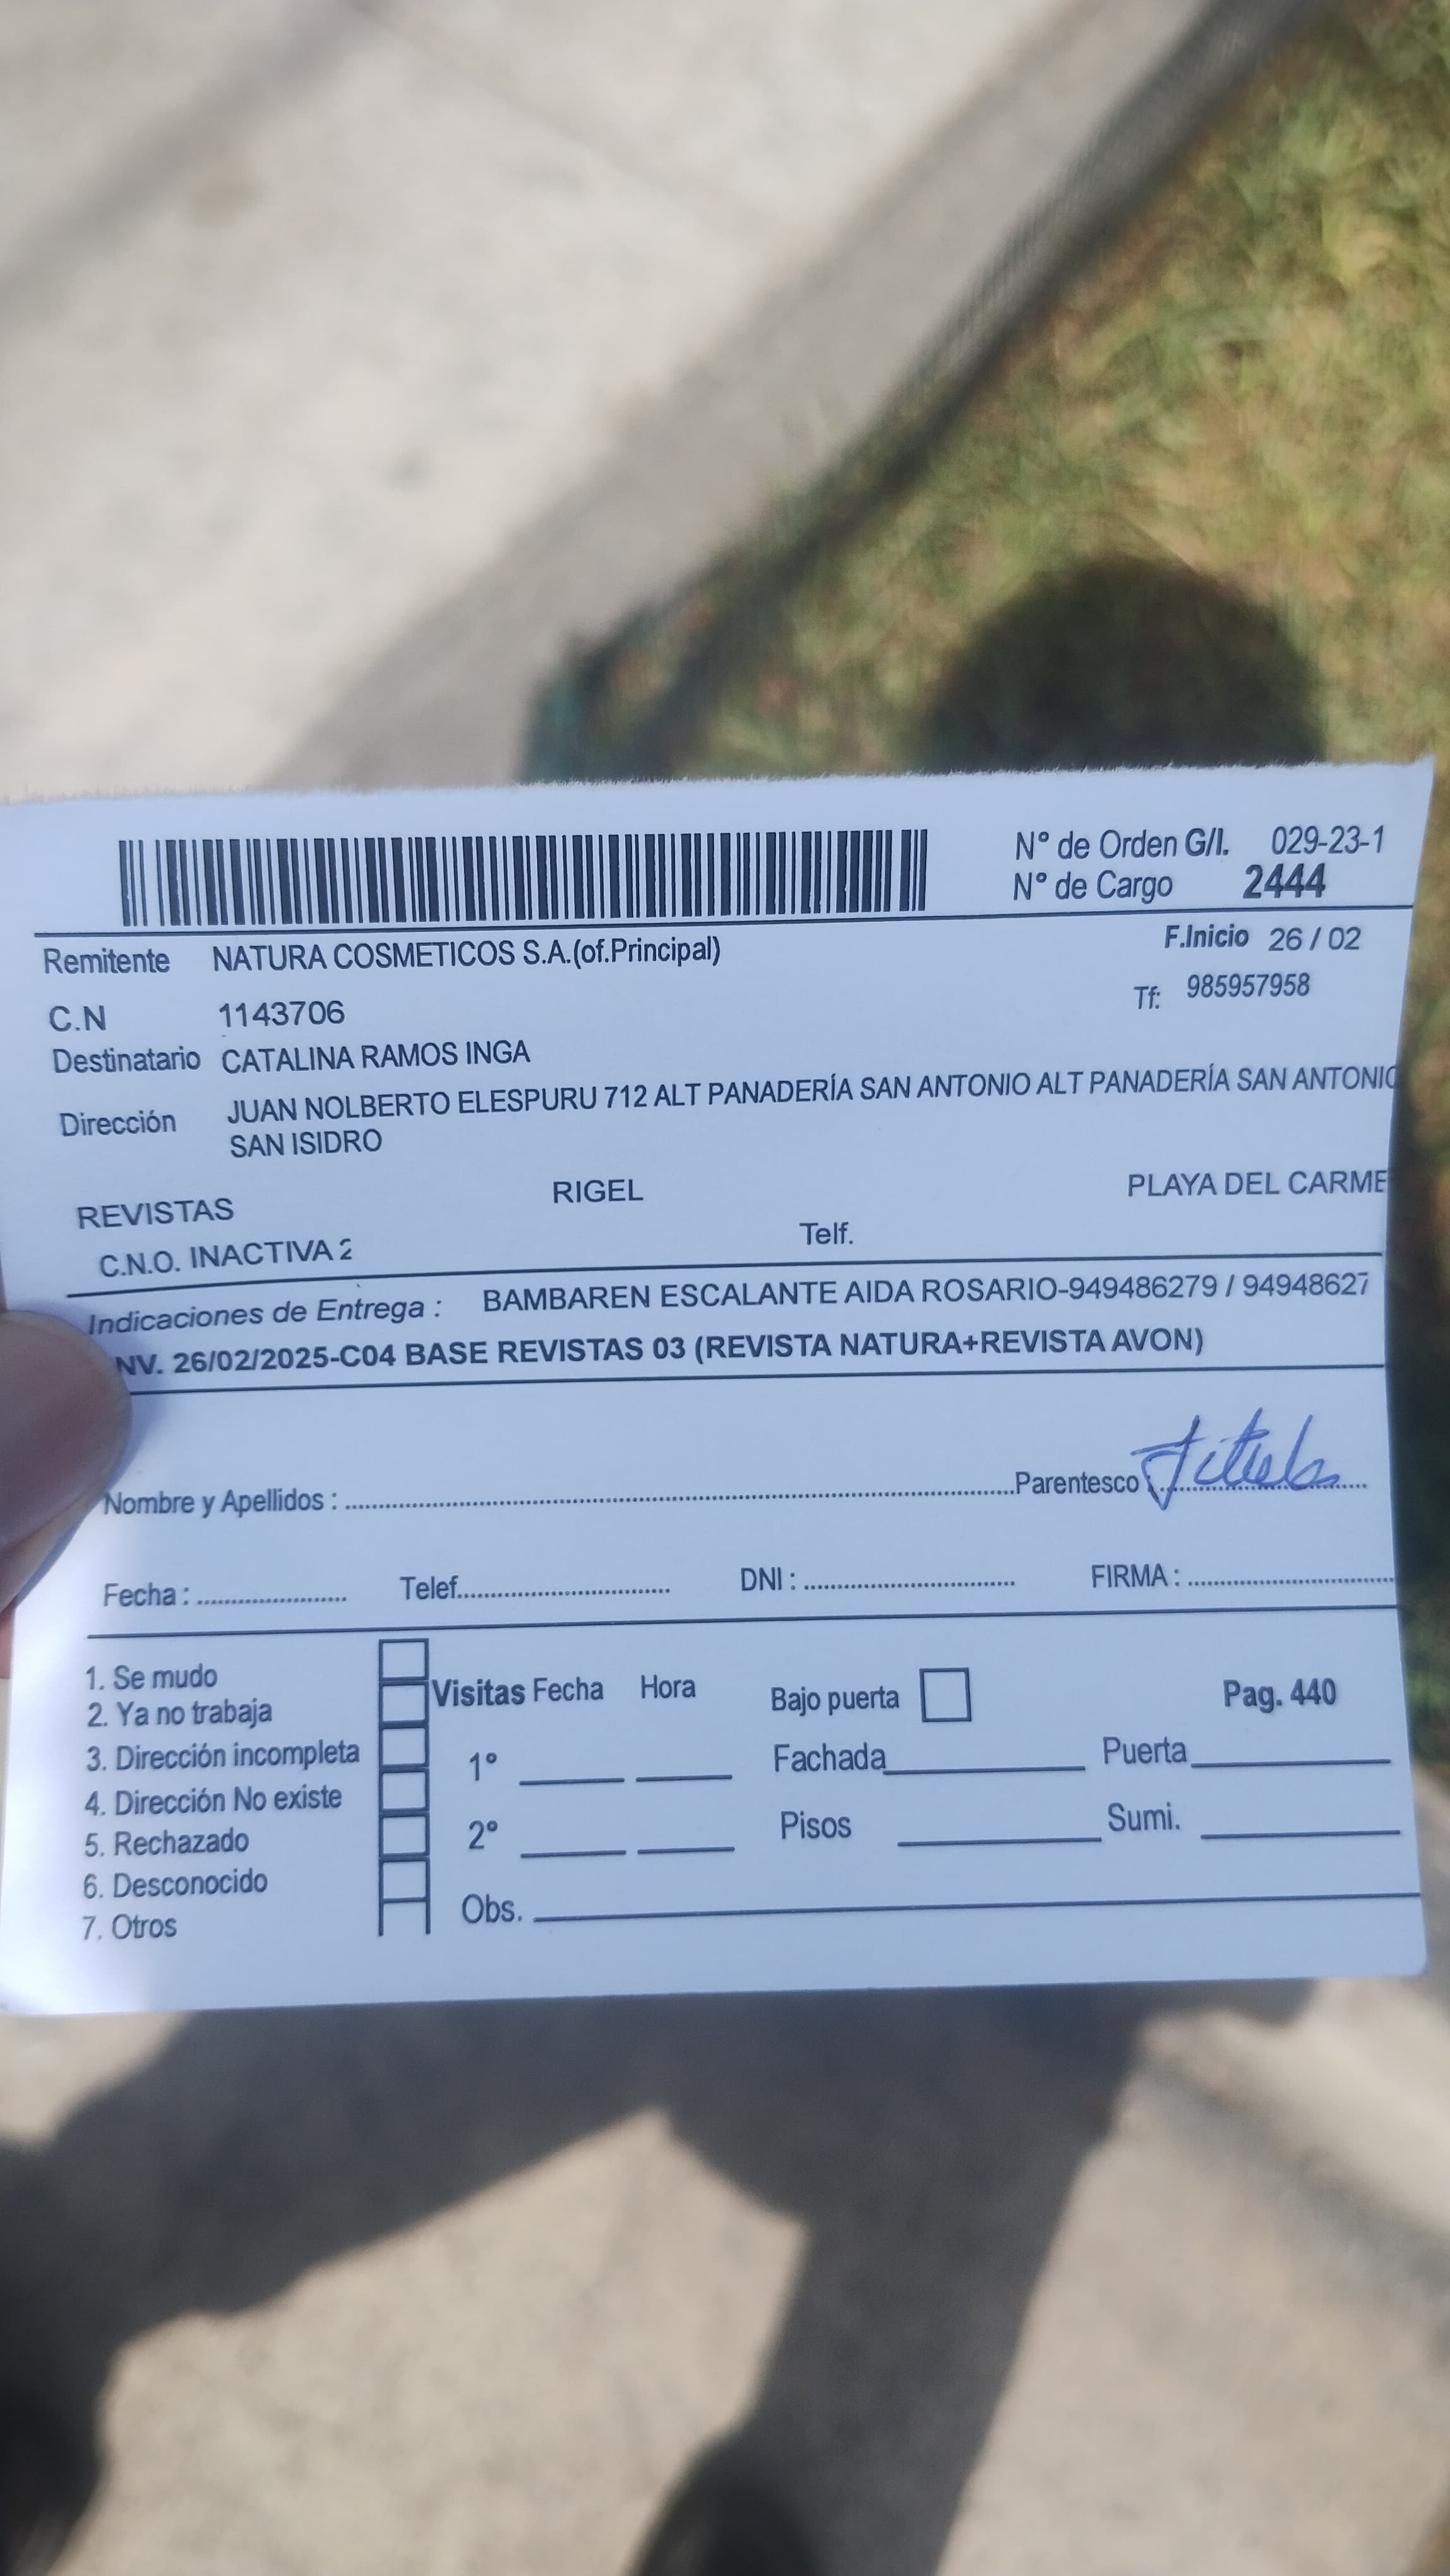 Nº de Orden G/I. 029-23-1
Nº de Cargo 2444
Remitente NATURA COSMETICOS S.A.(of.Principal) F.Inicio 26 / 02
C.N 1143706 Tf: 985957958
Destinatario CATALINA RAMOS INGA
Dirección JUAN NOLBERTO ELESPURU 712 ALT PANADERÍA SAN ANTONIO ALT PANADERÍA SAN ANTONIO
SAN ISIDRO
REVISTAS RIGEL PLAYA DEL CARME
C.N.O. INACTIVA 2 Telf.
Indicaciones de Entrega : BAMBAREN ESCALANTE AIDA ROSARIO-949486279 / 94948627
NV. 26/02/2025-C04 BASE REVISTAS 03 (REVISTA NATURA+REVISTA AVON)
Nombre y Apellidos : Parentesco :
Fecha : Telef. DNI : FIRMA :
1. Se mudo
2. Ya no trabaja
3. Dirección incompleta
4. Dirección No existe
5. Rechazado
6. Desconocido
7. Otros
Visitas Fecha Hora
1º
2º
Obs.
Bajo puerta Pag. 440
Fachada Puerta
Pisos Sumi.